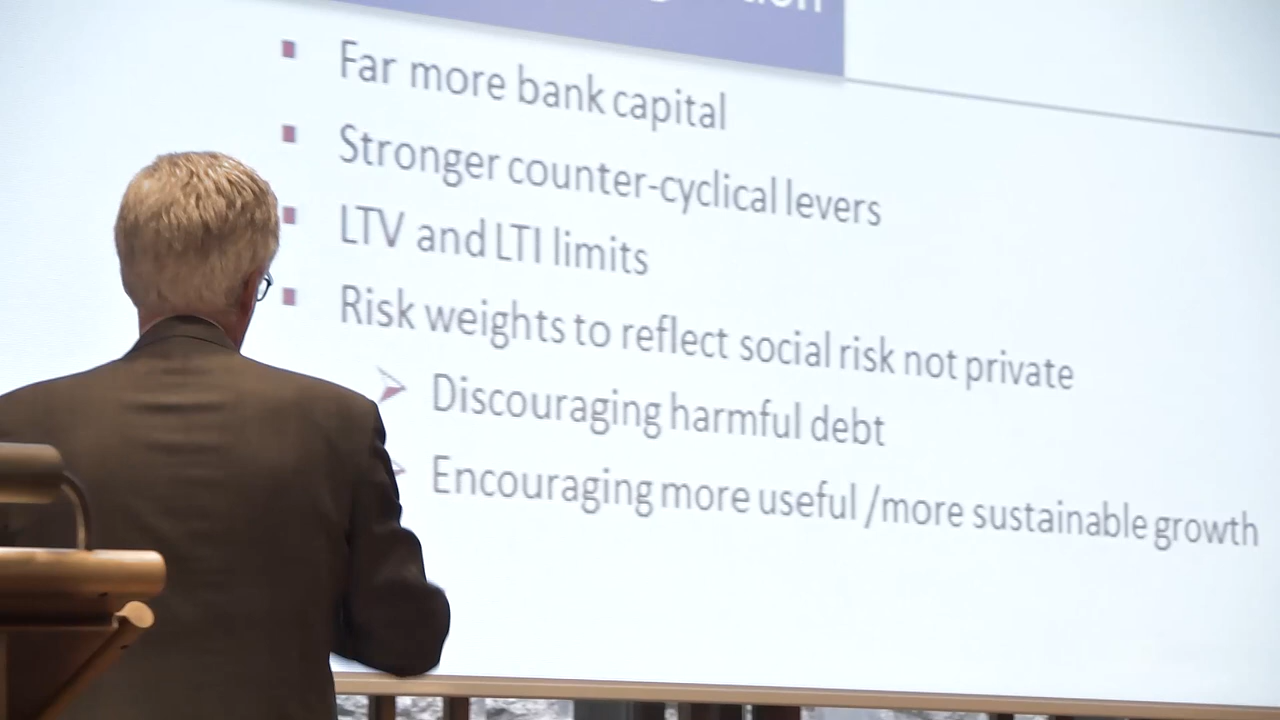 Far more bank capital
Stronger counter-cyclical levers
LTV and LTI limits
Risk weights to reflect social risk not private
Discouraging harmful debt
Encouraging more useful /more sustainable growth